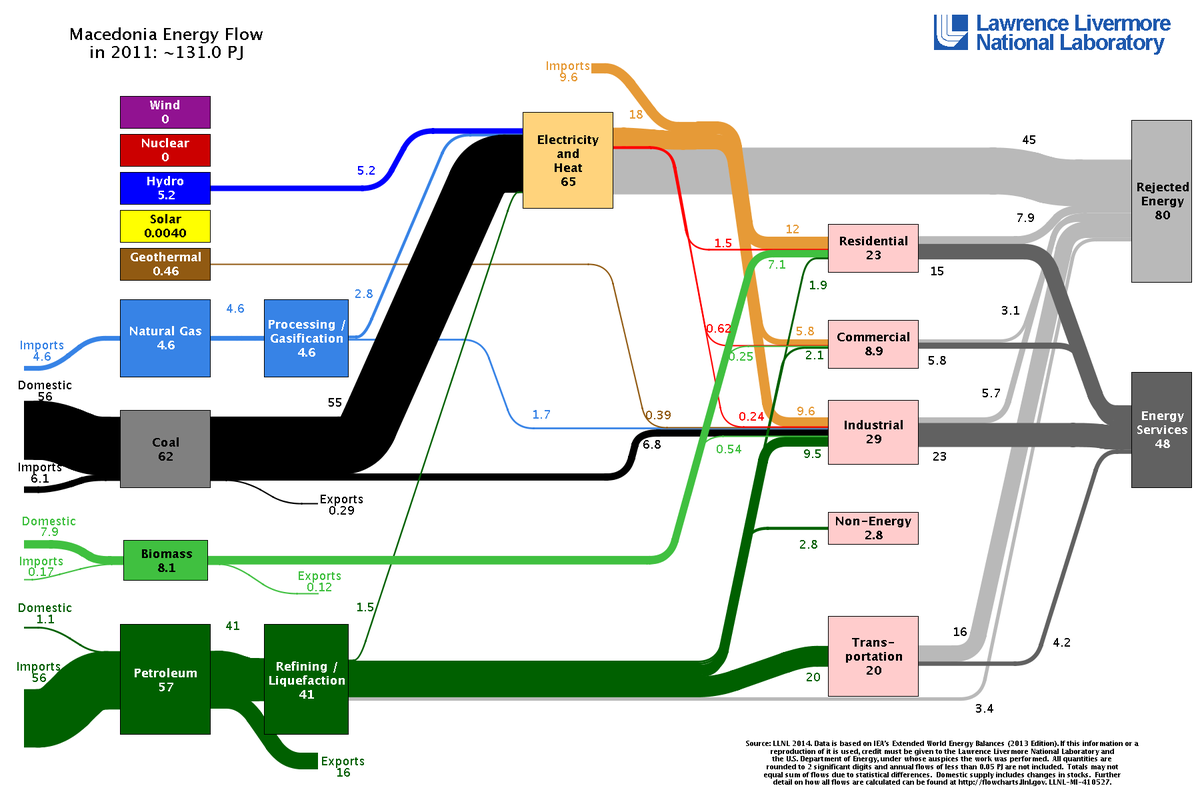 Macedonia Energy Flow
in 2011: ~131.0 PJ
Lawrence Livermore
National Laboratory
Imports
9.6
Wind
0
Nuclear
0
Hydro
5.2
Solar
0.0040
Geothermal
0.46
5.2
18
Electricity
and
Heat
65
45
Rejected
Energy
80
12
1.5
7.1
Residential
23
7.9
15
1.9
Imports
4.6
Natural Gas
4.6
4.6
Processing /
Gasification
4.6
2.8
1.7
0.62
0.25
5.8
2.1
Commercial
8.9
3.1
5.8
Domestic
56
Imports
6.1
Coal
62
55
Exports
0.29
6.8
0.39
0.24
0.54
9.6
9.5
Industrial
29
5.7
23
Energy
Services
48
Domestic
7.9
Imports
0.17
Biomass
8.1
Exports
0.12
2.8
Non-Energy
2.8
Domestic
1.1
Imports
56
Petroleum
57
41
Refining /
Liquefaction
41
1.5
Exports
16
20
Trans-
portation
20
16
4.2
3.4
Source: LLNL 2014. Data is based on IEA's Extended World Energy Balances (2013 Edition). If this information or a
reproduction of it is used, credit must be given to the Lawrence Livermore National Laboratory and
the U.S. Department of Energy, under whose auspices the work was performed. All quantities are
rounded to 2 significant digits and annual flows of less than 0.05 PJ are not included. Totals may not
equal sum of flows due to statistical differences. Domestic supply includes changes in stocks. Further
detail on how all flows are calculated can be found at http://flowcharts.llnl.gov. LLNL-MI-410527.